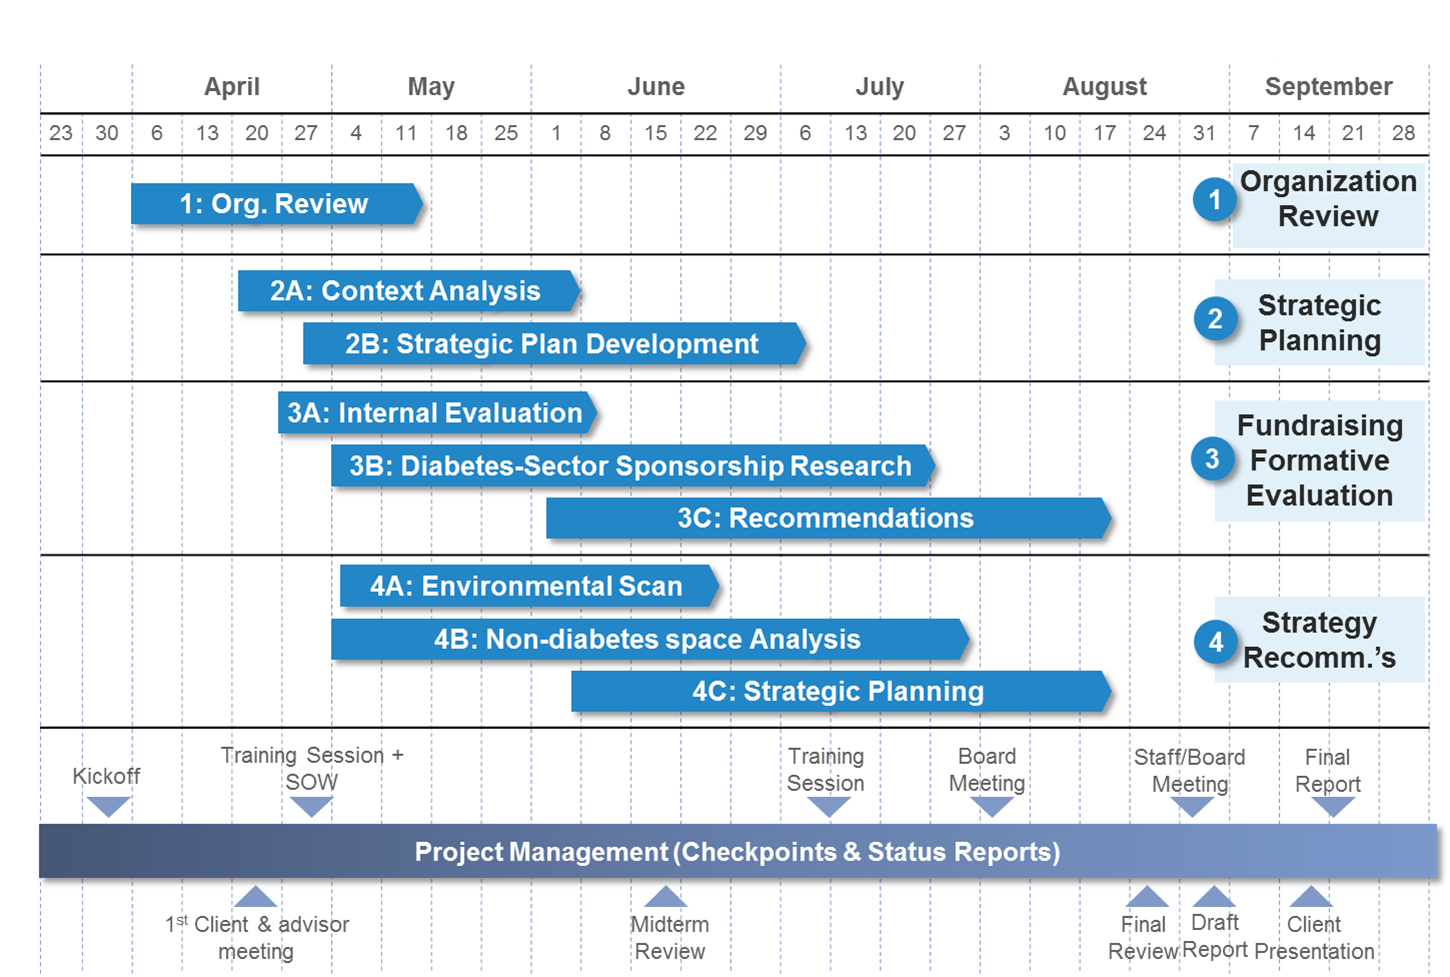 April May June July August September
23 30 6 13 20 27 4 11 18 25 1 8 15 22 29 6 13 20 27 3 10 17 24 31 7 14 21 28
1: Org. Review
1
Organization
Review
2A: Context Analysis
2B: Strategic Plan Development
2
Strategic
Planning
3A: Internal Evaluation
3B: Diabetes-Sector Sponsorship Research
3C: Recommendations
3
Fundraising
Formative
Evaluation
4A: Environmental Scan
4B: Non-diabetes space Analysis
4C: Strategic Planning
4
Strategy
Recomm.’s
Kickoff
Training Session +
SOW
Training
Session
Board
Meeting
Staff/Board
Meeting
Final
Report
Project Management (Checkpoints & Status Reports)
1st Client & advisor
meeting
Midterm
Review
Final
Review
Draft
Report
Client
Presentation